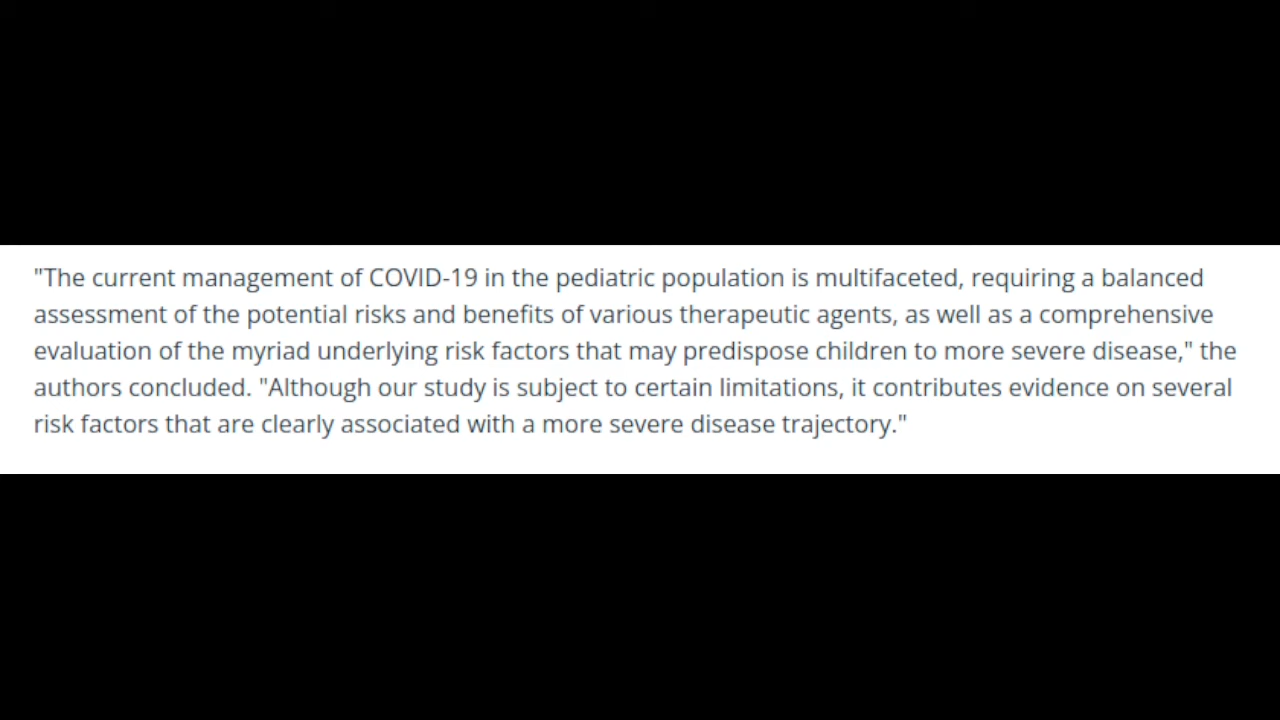 "The current management of COVID-19 in the pediatric population is multifaceted, requiring a balanced
assessment of the potential risks and benefits of various therapeutic agents, as well as a comprehensive
evaluation of the myriad underlying risk factors that may predispose children to more severe disease," the
authors concluded. "Although our study is subject to certain limitations, it contributes evidence on several
risk factors that are clearly associated with a more severe disease trajectory."